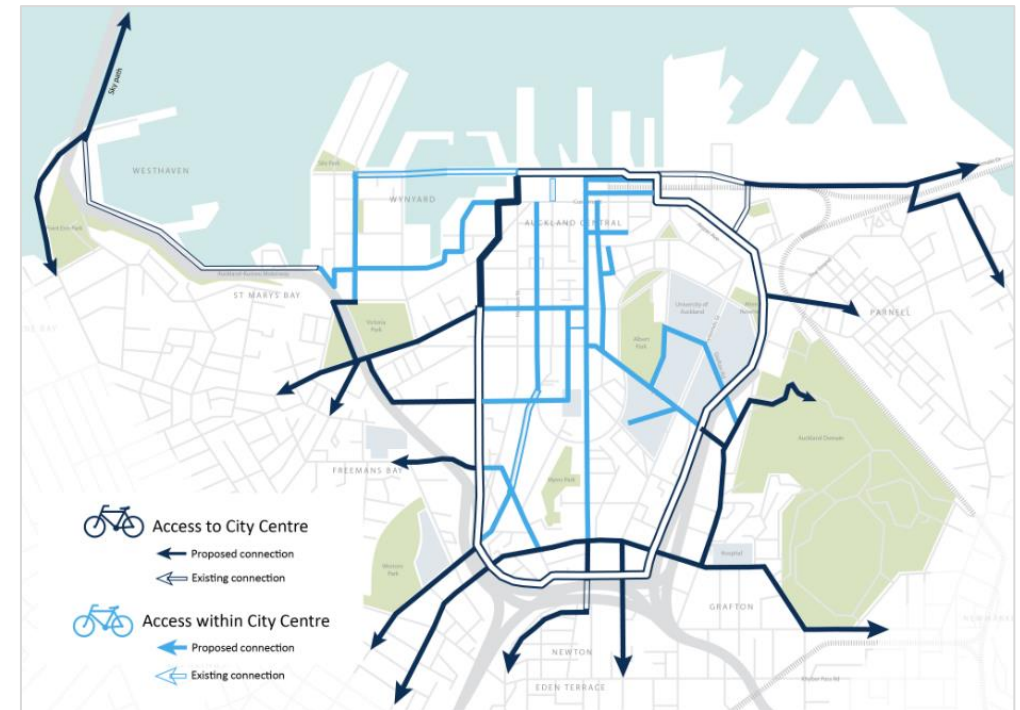 Sky path
WESTHAVEN
Silo Park
WYNYARD
AUCKLAND CENTRAL
ST MARYS BAY
Victoria
Park
University of
Auckland
Albert
Park
PARNELL
FREEMANS BAY
Myers Park
Auckland Domain
Western
Park
Hospital
GRAFTON
NEWTON
EDEN TERRACE
Access to City Centre
Proposed connection
Existing connection
Access within City Centre
Proposed connection
Existing connection